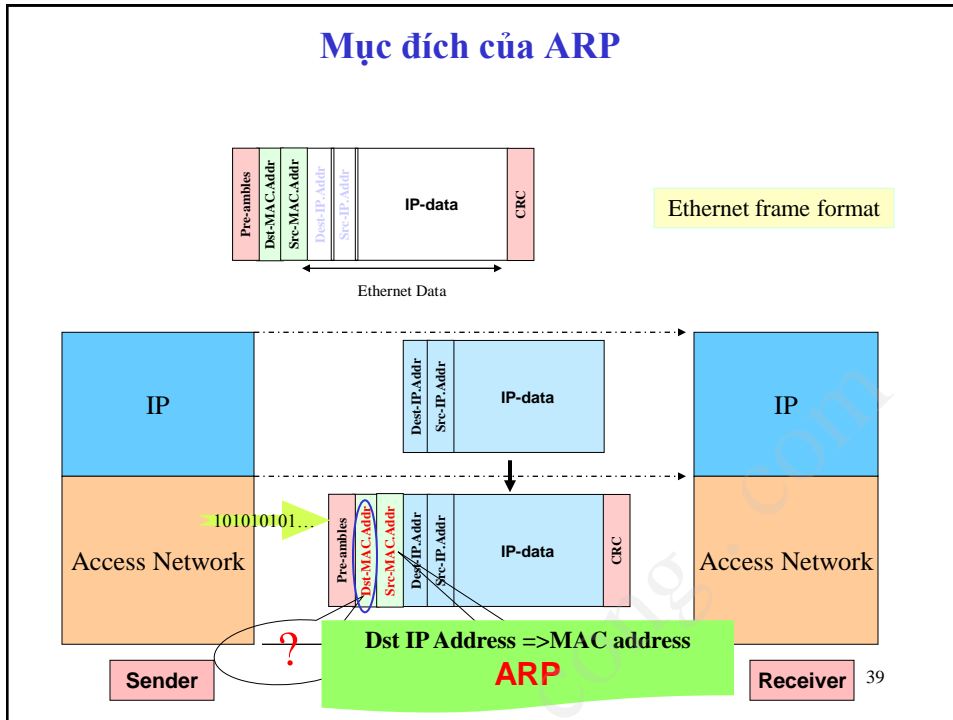 Mục đích của ARP
Pre-ambles
Dst-MAC.Addr
Src-MAC.Addr
Dest-IP.Addr
Src-IP.Addr
IP-data
CRC
Ethernet frame format
Ethernet Data
IP
Dest-IP.Addr
Src-IP.Addr
IP-data
IP
101010101…
Access Network
Pre-ambles
Dst-MAC.Addr
Src-MAC.Addr
Dest-IP.Addr
Src-IP.Addr
IP-data
CRC
Access Network
?
Dst IP Address =>MAC address
ARP
Sender
Receiver
39
cong . com